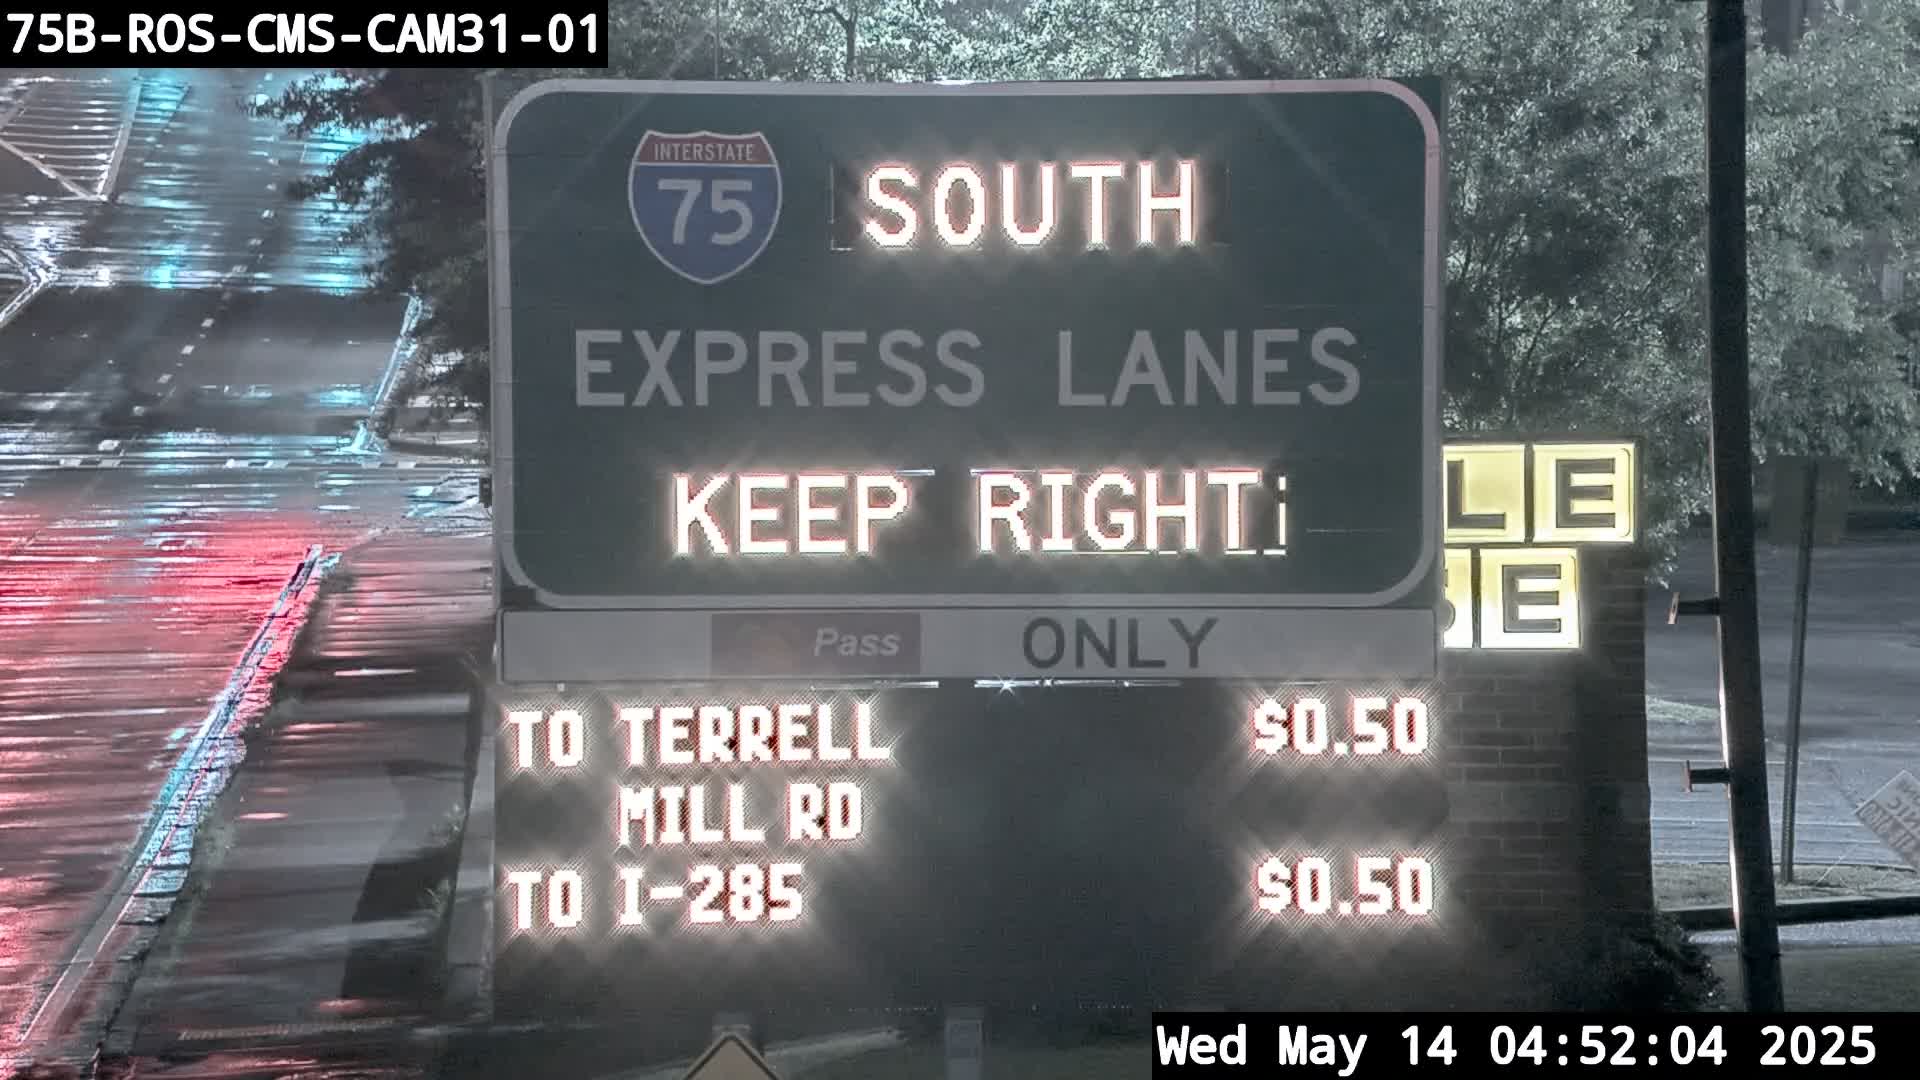 75B-ROS-CMS-CAM31-01
INTERSTATE
75
SOUTH
EXPRESS LANES
KEEP RIGHT
Pass ONLY
LE
E
TO TERRELL $0.50
MILL RD
TO I-285 $0.50
Wed May 14 04:52:04 2025